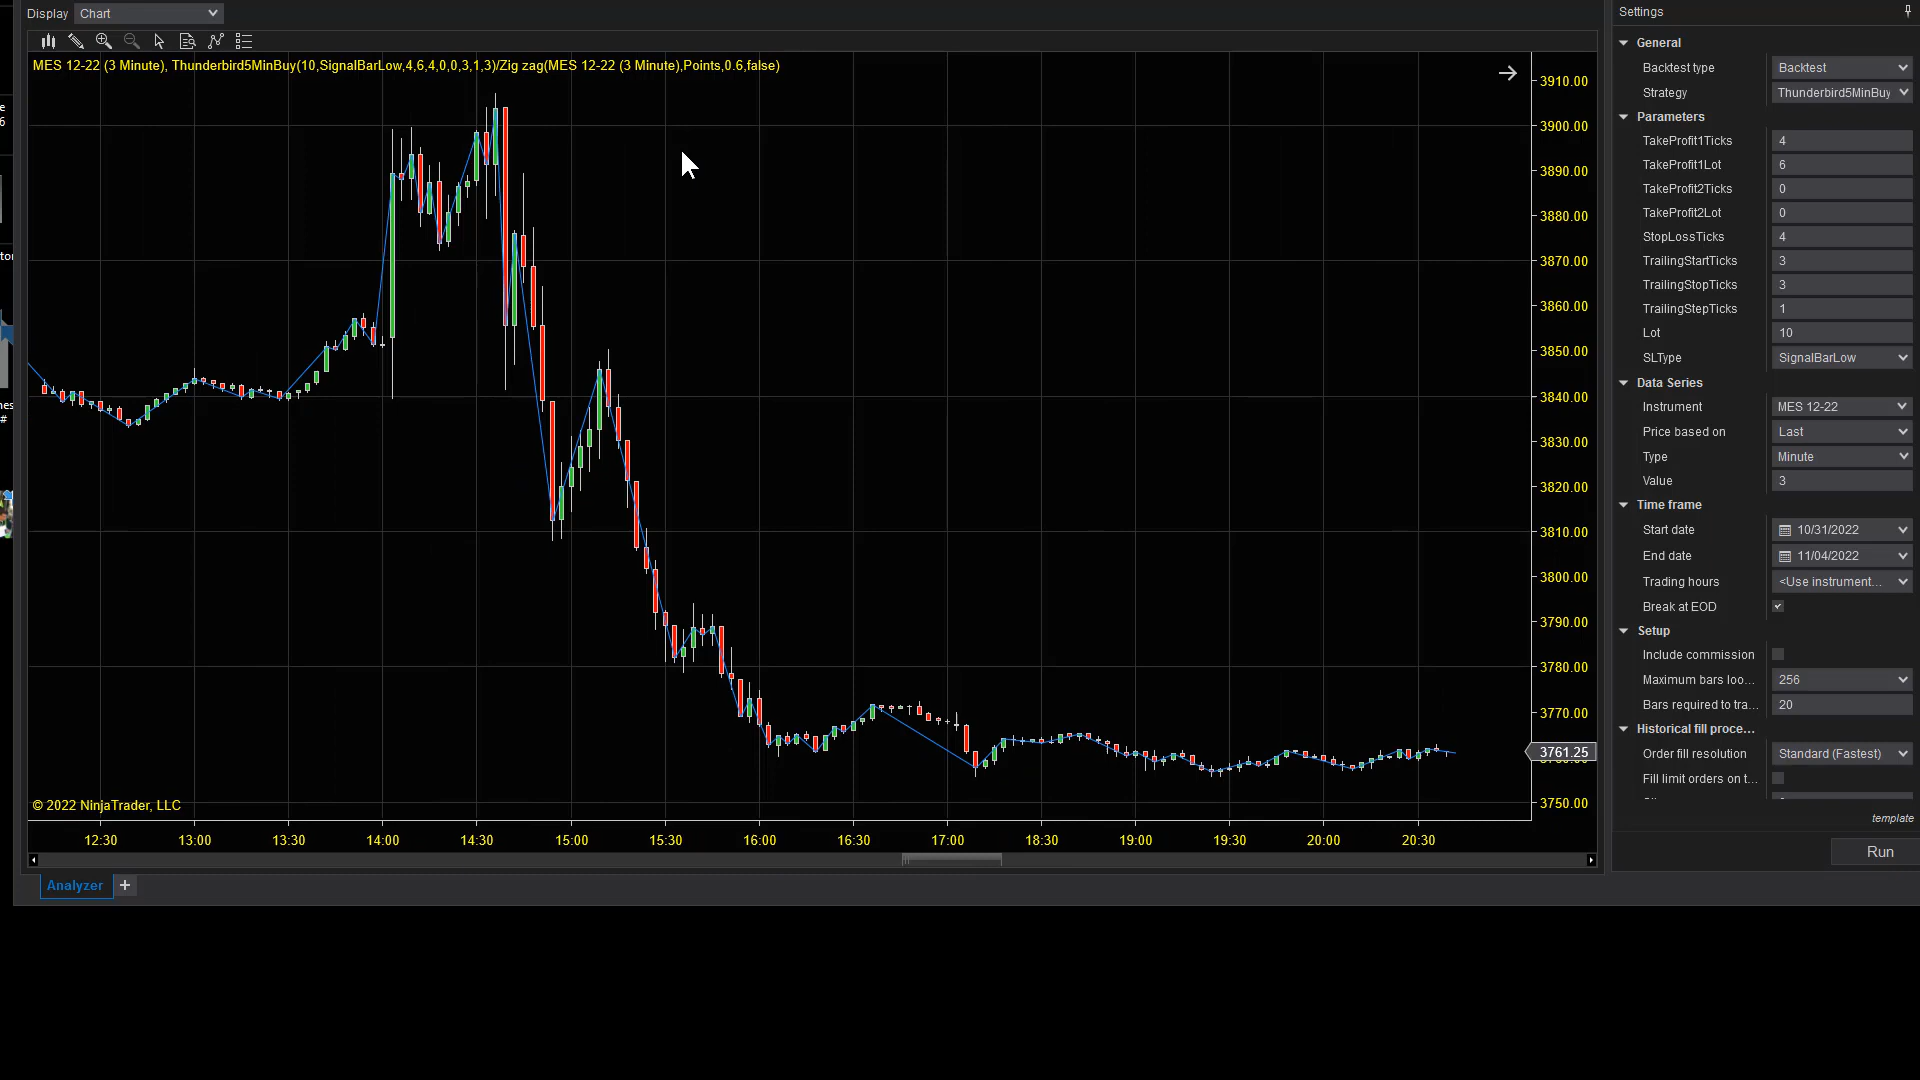 Display Chart
Settings
MES 12-22 (3 Minute), Thunderbird5MinBuy(10,SignalBarLow,4,6,4,0,0,3,1,3)/Zig zag(MES 12-22 (3 Minute),Points,0.6,false)
3910.00
3900.00
3890.00
3880.00
3870.00
3860.00
3850.00
3840.00
3830.00
3820.00
3810.00
3800.00
3790.00
3780.00
3770.00
3761.25
3750.00
© 2022 NinjaTrader, LLC
12:30 13:00 13:30 14:00 14:30 15:00 15:30 16:00 16:30 17:00 18:30 19:00 19:30 20:00 20:30
Analyzer +
General
Backtest type Backtest
Strategy Thunderbird5MinBuy
Parameters
TakeProfit1Ticks 4
TakeProfit1Lot 6
TakeProfit2Ticks 0
TakeProfit2Lot 0
StopLossTicks 4
TrailingStartTicks 3
TrailingStopTicks 3
TrailingStepTicks 1
Lot 10
SLType SignalBarLow
Data Series
Instrument MES 12-22
Price based on Last
Type Minute
Value 3
Time frame
Start date 10/31/2022
End date 11/04/2022
Trading hours <Use instrument...
Break at EOD
Setup
Include commission
Maximum bars loo... 256
Bars required to tra... 20
Historical fill proce...
Order fill resolution Standard (Fastest)
Fill limit orders on t...
template
Run